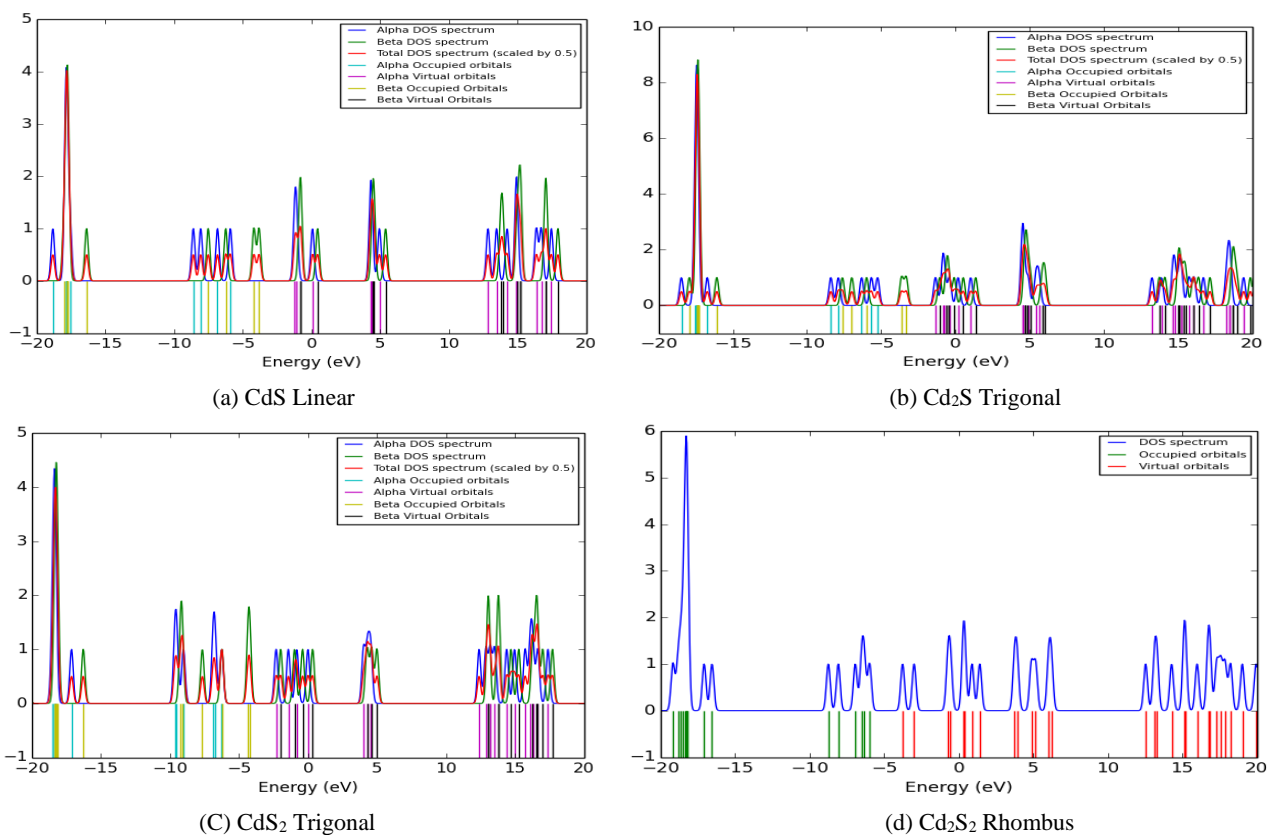 5
4
3
2
1
0
−1
−20
−15
−10
−5
0
5
10
15
20
Energy (eV)
Alpha DOS spectrum
Beta DOS spectrum
Total DOS spectrum (scaled by 0.5)
Alpha Occupied orbitals
Alpha Virtual orbitals
Beta Occupied Orbitals
Beta Virtual Orbitals
(a) CdS Linear
10
8
6
4
2
0
−20
−15
−10
−5
0
5
10
15
20
Energy (eV)
Alpha DOS spectrum
Beta DOS spectrum
Total DOS spectrum (scaled by 0.5)
Alpha Occupied orbitals
Alpha Virtual orbitals
Beta Occupied Orbitals
Beta Virtual Orbitals
(b) Cd₂S Trigonal
5
4
3
2
1
0
−1
−20
−15
−10
−5
0
5
10
15
20
Energy (eV)
Alpha DOS spectrum
Beta DOS spectrum
Total DOS spectrum (scaled by 0.5)
Alpha Occupied orbitals
Alpha Virtual orbitals
Beta Occupied Orbitals
Beta Virtual Orbitals
(C) CdS₂ Trigonal
6
5
4
3
2
1
0
−1
−20
−15
−10
−5
0
5
10
15
20
Energy (eV)
DOS spectrum
Occupied orbitals
Virtual orbitals
(d) Cd₂S₂ Rhombus